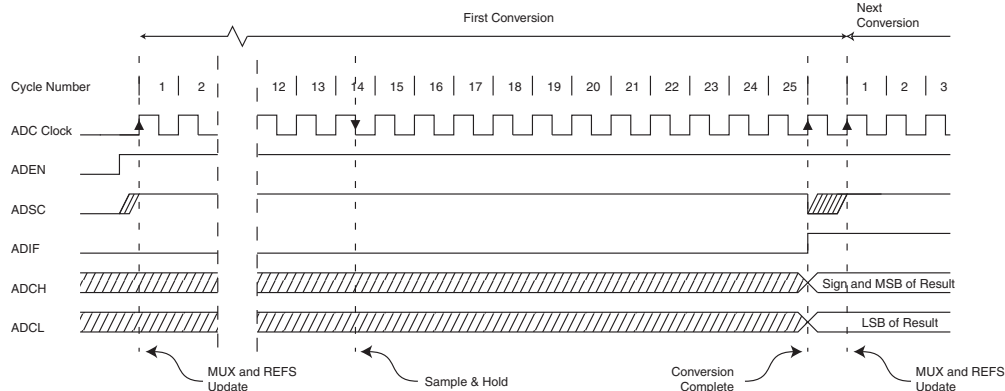 First Conversion
Next
Conversion
Cycle Number 1 2 12 13 14 15 16 17 18 19 20 21 22 23 24 25 1 2 3
ADC Clock
ADEN
ADSC
ADIF
ADCH Sign and MSB of Result
ADCL LSB of Result
MUX and REFS
Update
Sample & Hold
Conversion
Complete
MUX and REFS
Update